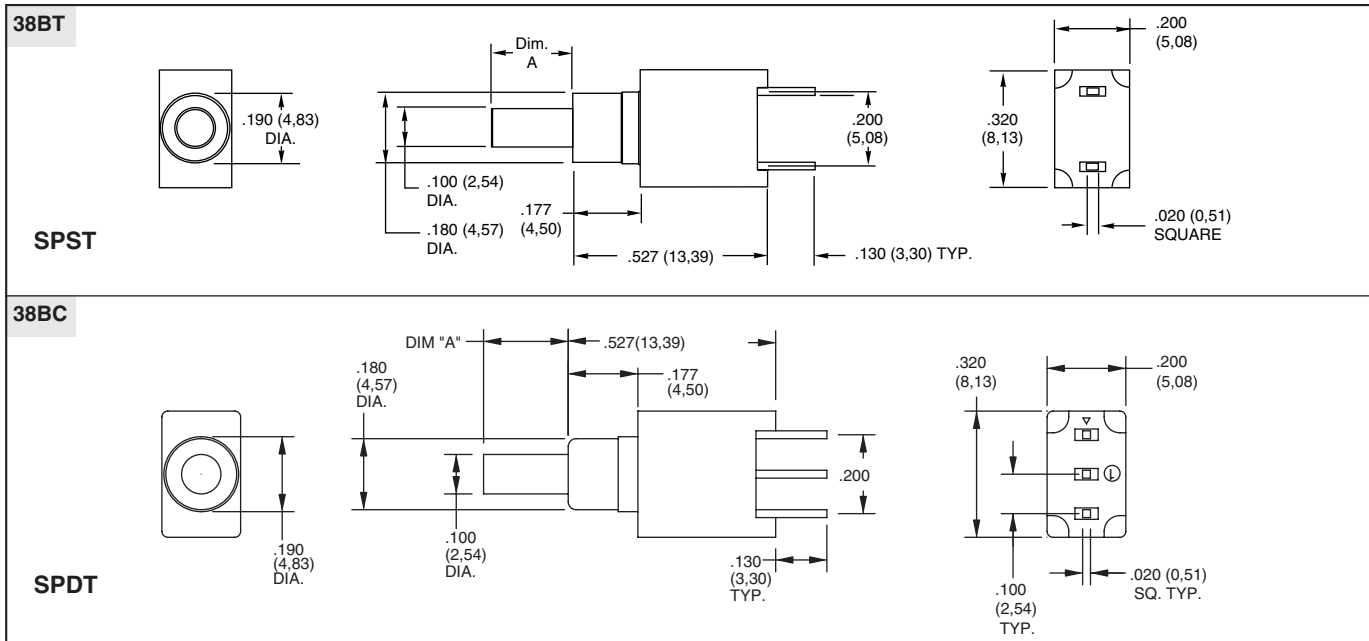 38BT
.190 (4,83)
DIA.
SPST
Dim.
A
.100 (2,54)
DIA.
.180 (4,57)
DIA.
.177
(4,50)
.527 (13,39)
.200
(5,08)
.130 (3,30) TYP.
.200
(5,08)
.320
(8,13)
.020 (0,51)
SQUARE
38BC
.190
(4,83)
DIA.
SPDT
DIM "A"
.527(13,39)
.180
(4,57)
DIA.
.177
(4,50)
.100
(2,54)
DIA.
.200
.130
(3,30)
TYP.
.320
(8,13)
.200
(5,08)
.100
(2,54)
TYP.
.020 (0,51)
SQ. TYP.